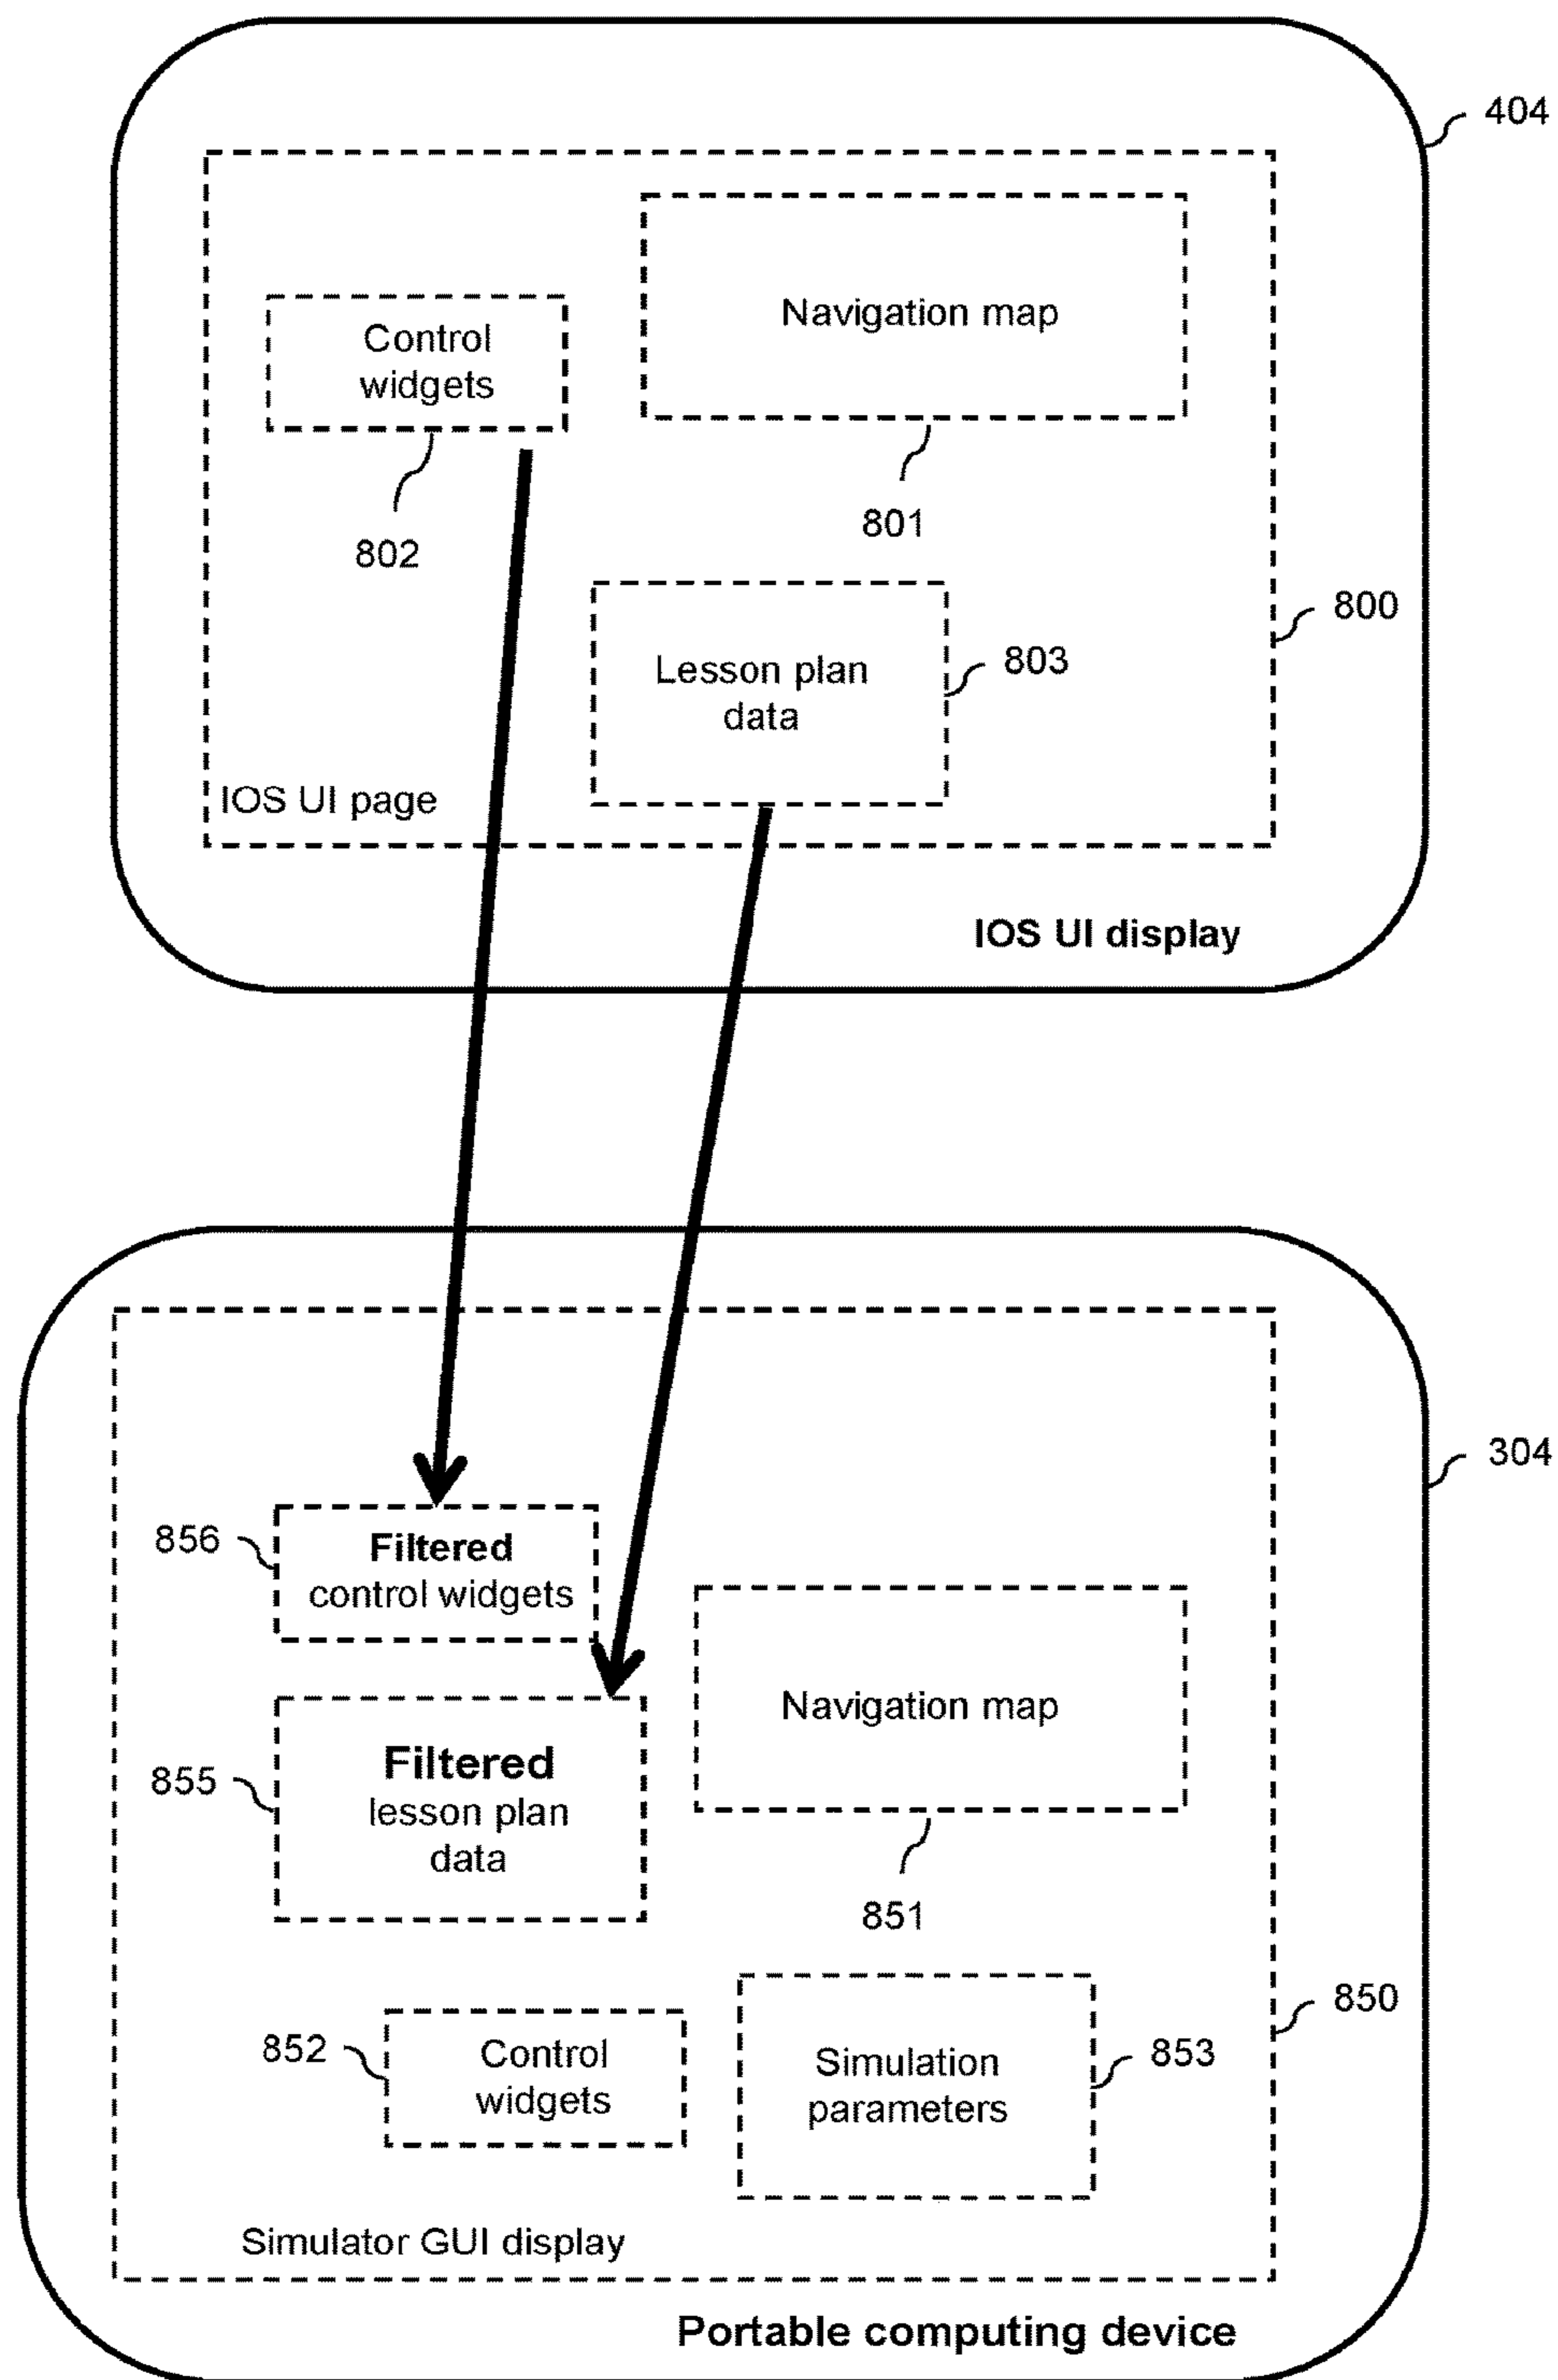 404
Navigation map
Control
widgets
801
802
800
Lesson plan
data
803
IOS UI page
IOS UI display
304
856
Filtered
control widgets
Navigation map
855
Filtered
lesson plan
data
851
850
852
Control
widgets
Simulation
parameters
853
Simulator GUI display
Portable computing device